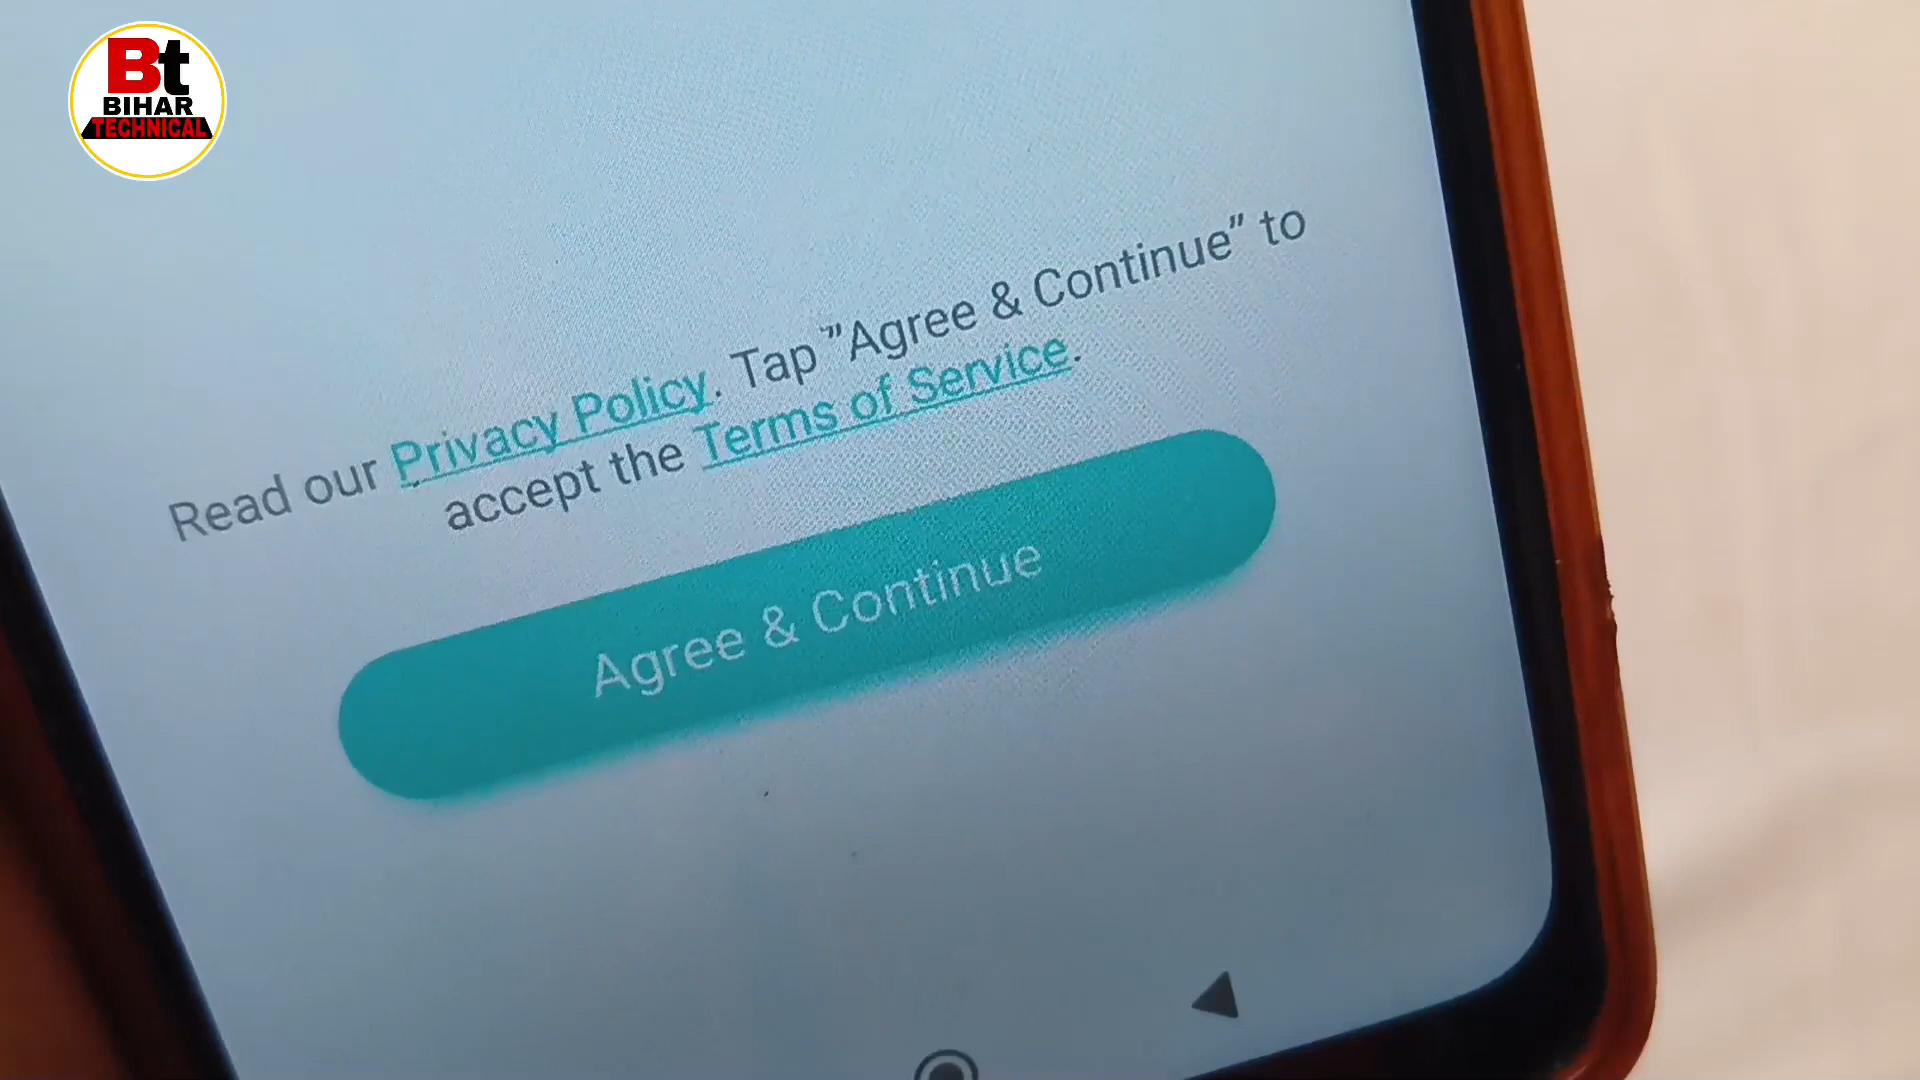 Bt
BIHAR
TECHNICAL
Read our Privacy Policy. Tap "Agree & Continue" to
accept the Terms of Service.
Agree & Continue